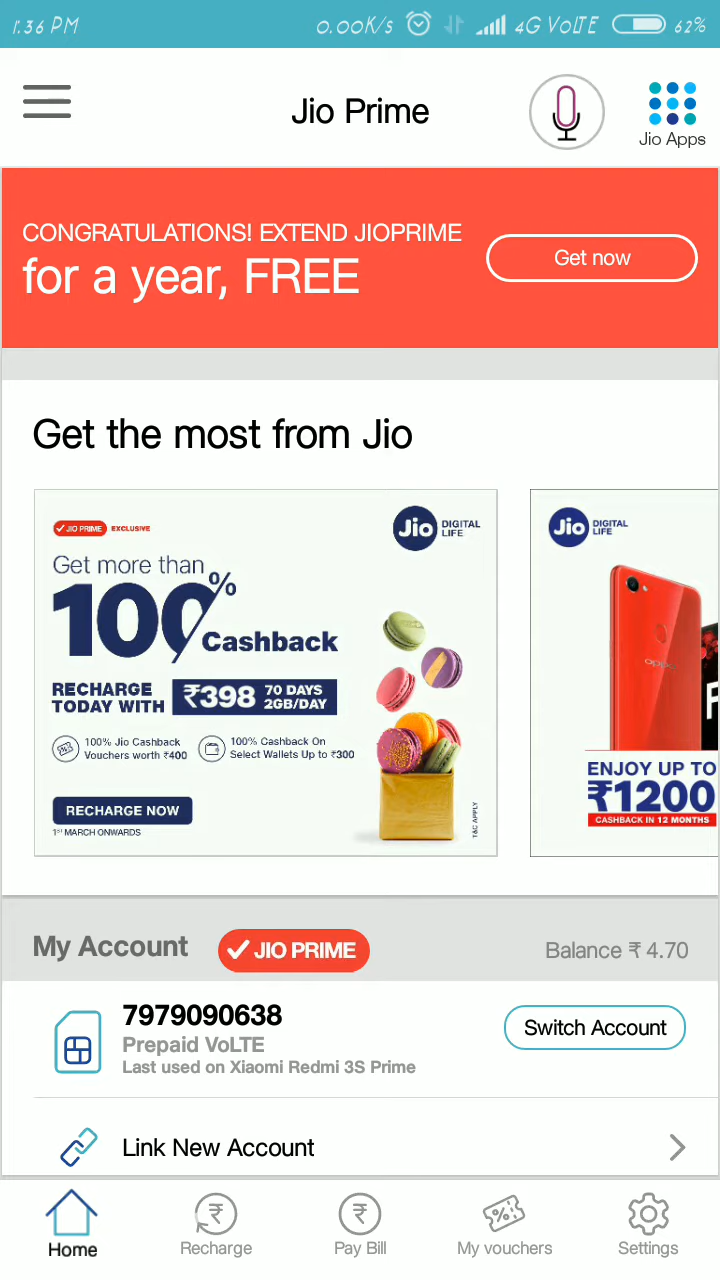 1:36 PM
0.00K/s 4G VoLTE 62%
Jio Prime
Jio Apps
CONGRATULATIONS! EXTEND JIOPRIME
for a year, FREE
Get now
Get the most from Jio
JIO PRIME EXCLUSIVE
Jio DIGITAL LIFE
Get more than
100% Cashback
RECHARGE TODAY WITH ₹398 70 DAYS 2GB/DAY
100% Jio Cashback
Vouchers worth ₹400
100% Cashback On
Select Wallets Up to ₹300
RECHARGE NOW
1ST MARCH ONWARDS
T&C APPLY
Jio DIGITAL LIFE
oppo
F
ENJOY UP TO
₹1200
CASHBACK IN 12 MONTHS
My Account
JIO PRIME
Balance ₹ 4.70
7979090638
Prepaid VoLTE
Last used on Xiaomi Redmi 3S Prime
Switch Account
Link New Account
Home
Recharge
Pay Bill
My vouchers
Settings